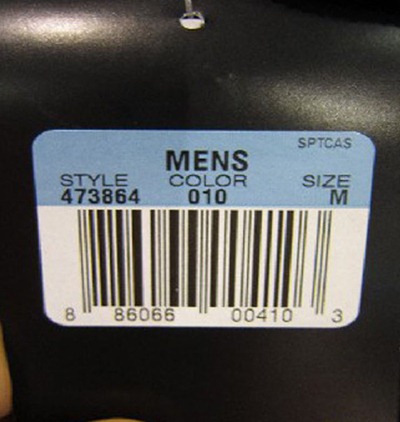 SPTCAS
MENS
STYLE COLOR SIZE
473864 010 M
8 86066 00410 3